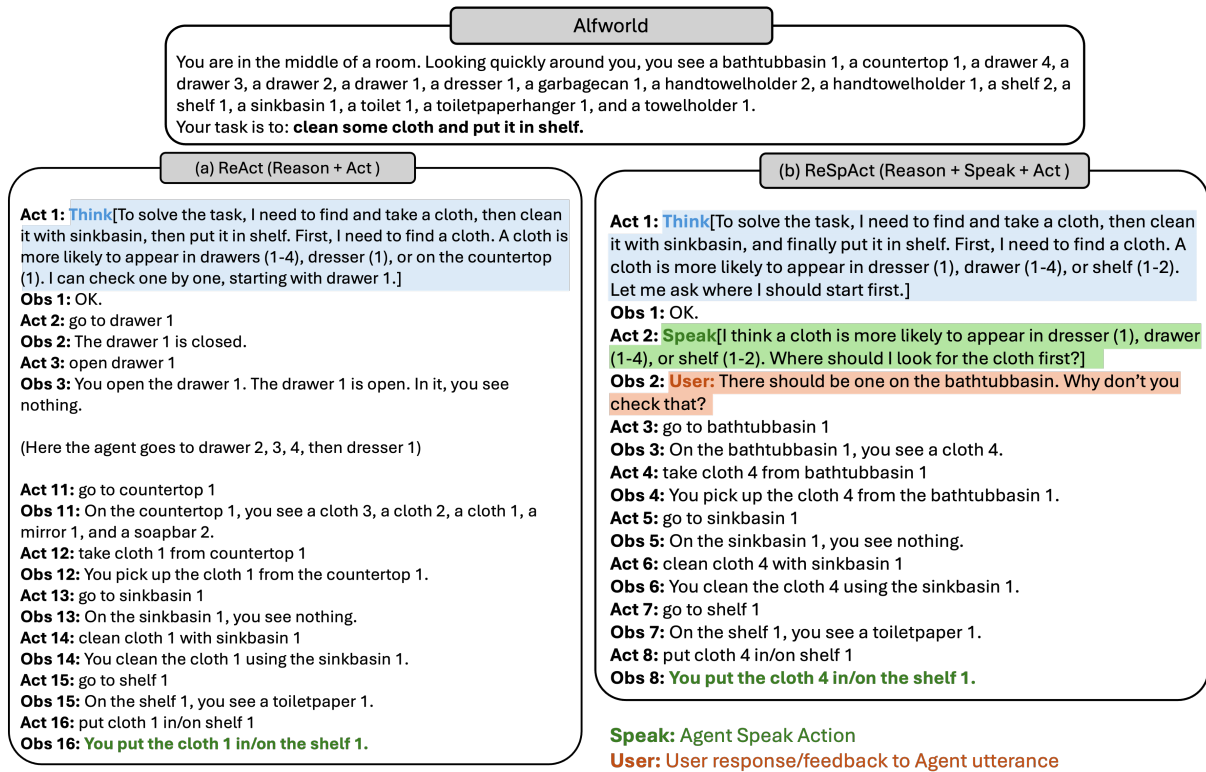 Alfworld
You are in the middle of a room. Looking quickly around you, you see a bathtubbasin 1, a countertop 1, a drawer 4, a
drawer 3, a drawer 2, a drawer 1, a dresser 1, a garbagecan 1, a handtowelholder 2, a handtowelholder 1, a shelf 2, a
shelf 1, a sinkbasin 1, a toilet 1, a toiletpaperhanger 1, and a towelholder 1.
Your task is to: clean some cloth and put it in shelf.
(a) ReAct (Reason + Act )
Act 1: Think[To solve the task, I need to find and take a cloth, then clean
it with sinkbasin, then put it in shelf. First, I need to find a cloth. A cloth is
more likely to appear in drawers (1-4), dresser (1), or on the countertop
(1). I can check one by one, starting with drawer 1.]
Obs 1: OK.
Act 2: go to drawer 1
Obs 2: The drawer 1 is closed.
Act 3: open drawer 1
Obs 3: You open the drawer 1. The drawer 1 is open. In it, you see
nothing.
(Here the agent goes to drawer 2, 3, 4, then dresser 1)
Act 11: go to countertop 1
Obs 11: On the countertop 1, you see a cloth 3, a cloth 2, a cloth 1, a
mirror 1, and a soapbar 2.
Act 12: take cloth 1 from countertop 1
Obs 12: You pick up the cloth 1 from the countertop 1.
Act 13: go to sinkbasin 1
Obs 13: On the sinkbasin 1, you see nothing.
Act 14: clean cloth 1 with sinkbasin 1
Obs 14: You clean the cloth 1 using the sinkbasin 1.
Act 15: go to shelf 1
Obs 15: On the shelf 1, you see a toiletpaper 1.
Act 16: put cloth 1 in/on shelf 1
Obs 16: You put the cloth 1 in/on the shelf 1.
(b) ReSpAct (Reason + Speak + Act )
Act 1: Think[To solve the task, I need to find and take a cloth, then clean
it with sinkbasin, and finally put it in shelf. First, I need to find a cloth. A
cloth is more likely to appear in dresser (1), drawer (1-4), or shelf (1-2).
Let me ask where I should start first.]
Obs 1: OK.
Act 2: Speak[I think a cloth is more likely to appear in dresser (1), drawer
(1-4), or shelf (1-2). Where should I look for the cloth first?]
Obs 2: User: There should be one on the bathtubbasin. Why don't you
check that?
Act 3: go to bathtubbasin 1
Obs 3: On the bathtubbasin 1, you see a cloth 4.
Act 4: take cloth 4 from bathtubbasin 1
Obs 4: You pick up the cloth 4 from the bathtubbasin 1.
Act 5: go to sinkbasin 1
Obs 5: On the sinkbasin 1, you see nothing.
Act 6: clean cloth 4 with sinkbasin 1
Obs 6: You clean the cloth 4 using the sinkbasin 1.
Act 7: go to shelf 1
Obs 7: On the shelf 1, you see a toiletpaper 1.
Act 8: put cloth 4 in/on shelf 1
Obs 8: You put the cloth 4 in/on the shelf 1.
Speak: Agent Speak Action
User: User response/feedback to Agent utterance